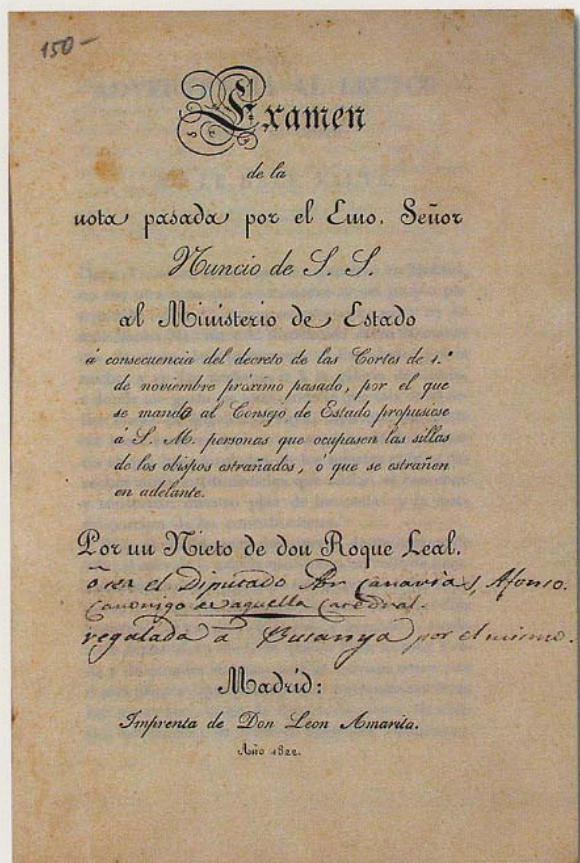 150-
Examen
de la
nota pasada por el Emo. Señor
Nuncio de S. S.
al Ministerio de Estado
á consecuencia del decreto de las Cortes de 1.º
de noviembre próximo pasado, por el que
se mandó al Consejo de Estado propusiese
á S. M. personas que ocupasen las sillas
de los obispos estrañados, ó que se estrañen
en adelante.
Por un Nieto de don Roque Leal.
ó sea el Diputado Por Canarias, Afonso.
Canonigo de aquella Catedral.
regalada á por el mismo.
Madrid:
Imprenta de Don Leon Amarita.
Año 1822.